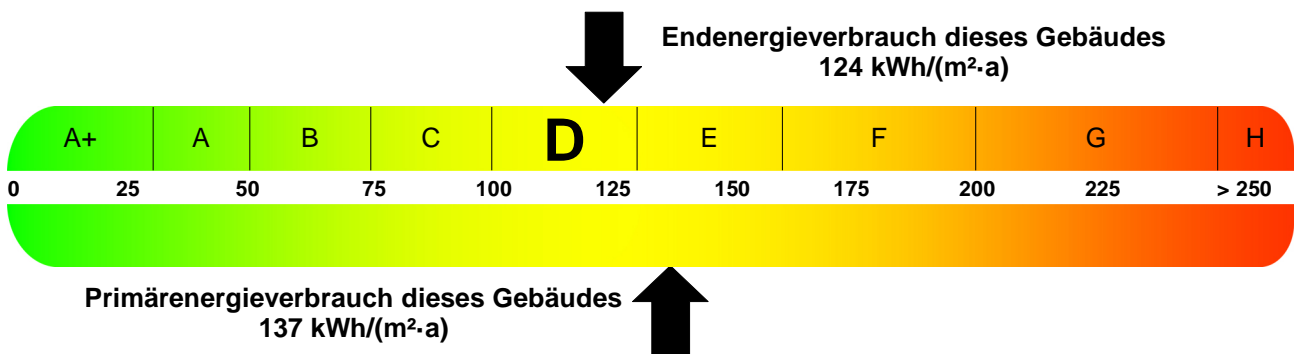 Endenergieverbrauch dieses Gebäudes
124 kWh/(m²·a)
A+ A B C D E F G H
0 25 50 75 100 125 150 175 200 225 > 250
Primärenergieverbrauch dieses Gebäudes
137 kWh/(m²·a)